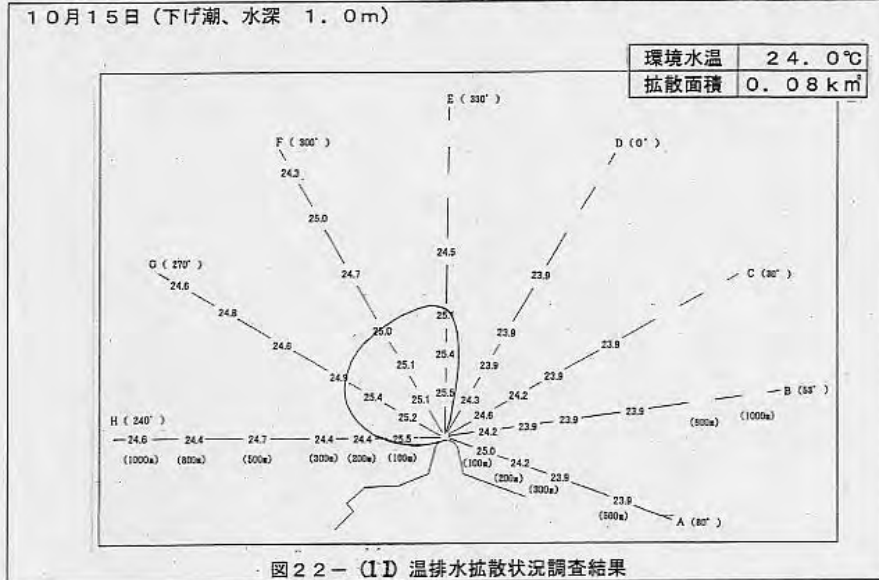 10月15日(下げ潮、水深 1.0m)
環境水温 24.0℃
拡散面積 0.08km²
E(330°)
F(300°)
D(0°)
24.3
25.0
24.5
G(270°)
24.7
23.9
C(30°)
24.6
24.8
25.1
25.0
23.9
24.6
25.4
23.9
25.1
23.9
24.9
25.4
25.1
25.5
24.3
24.2
23.9
B(55°)
25.2
24.6
23.9
(1000m)
H(240°)
24.2
23.9
24.6
24.4
24.7
24.4
24.4
25.5
25.0
(1000m)
(800m)
(500m)
(300m)
(200m)
(100m)
(100m)
24.2
23.9
(200m)
(300m)
23.9
(500m)
A(80°)
図22-(11) 温排水拡散状況調査結果